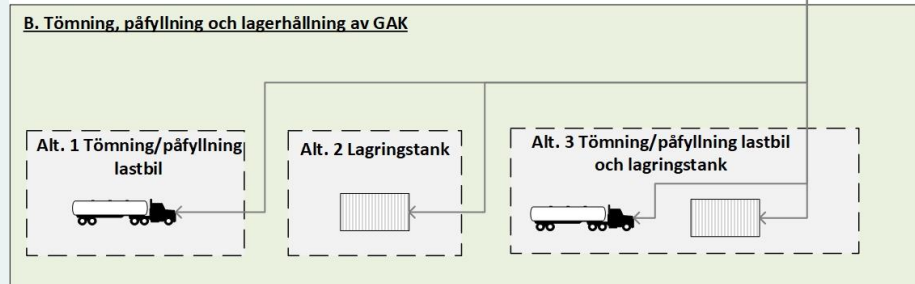 B. Tömning, påfyllning och lagerhållning av GAK
Alt. 1 Tömning/påfyllning
lastbil
Alt. 2 Lagringstank
Alt. 3 Tömning/påfyllning lastbil
och lagringstank